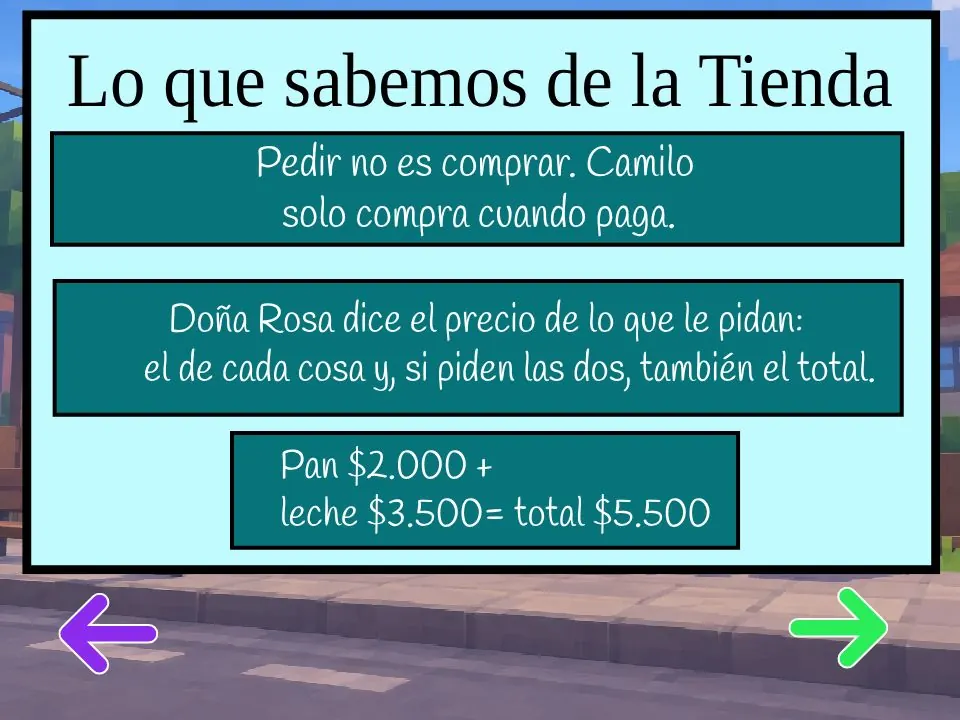 Lo que sabemos de la Tienda
Pedir no es comprar. Camilo
solo compra cuando paga.
Doña Rosa dice el precio de lo que le pidan:
el de cada cosa y, si piden las dos, también el total.
Pan $2.000 +
leche $3.500= total $5.500